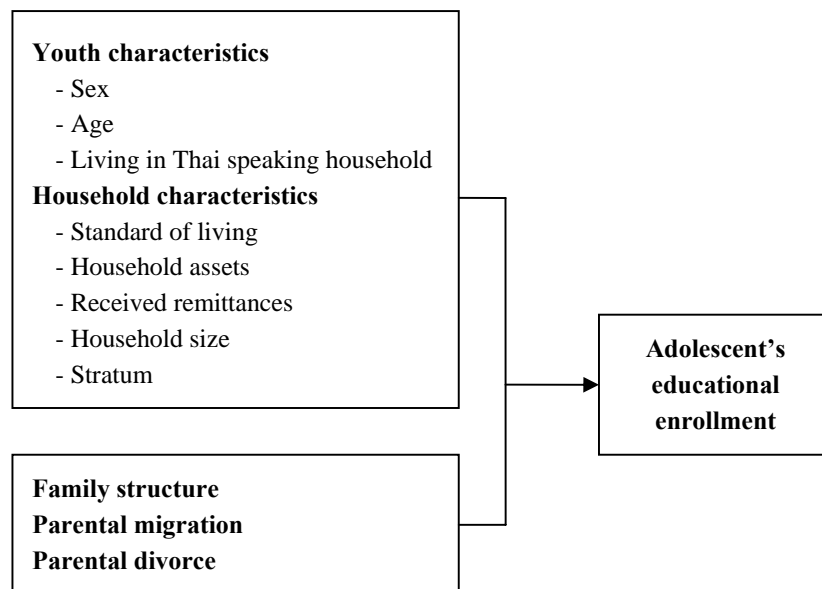 Youth characteristics
- Sex
- Age
- Living in Thai speaking household
Household characteristics
- Standard of living
- Household assets
- Received remittances
- Household size
- Stratum
Adolescent’s
educational
enrollment
Family structure
Parental migration
Parental divorce